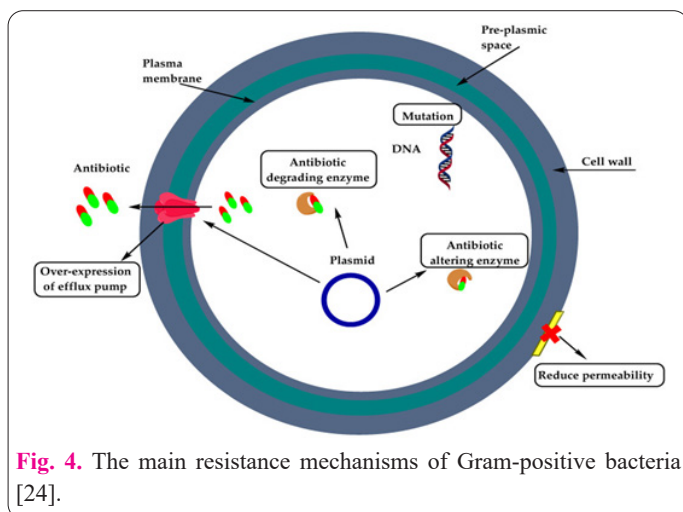 Pre-plasmic
space
Plasma
membrane
Mutation
DNA
Antibiotic
Antibiotic
degrading enzyme
Cell wall
Plasmid
Antibiotic
altering enzyme
Over-expression
of efflux pump
Reduce permeability
Fig. 4. The main resistance mechanisms of Gram-positive bacteria
[24].